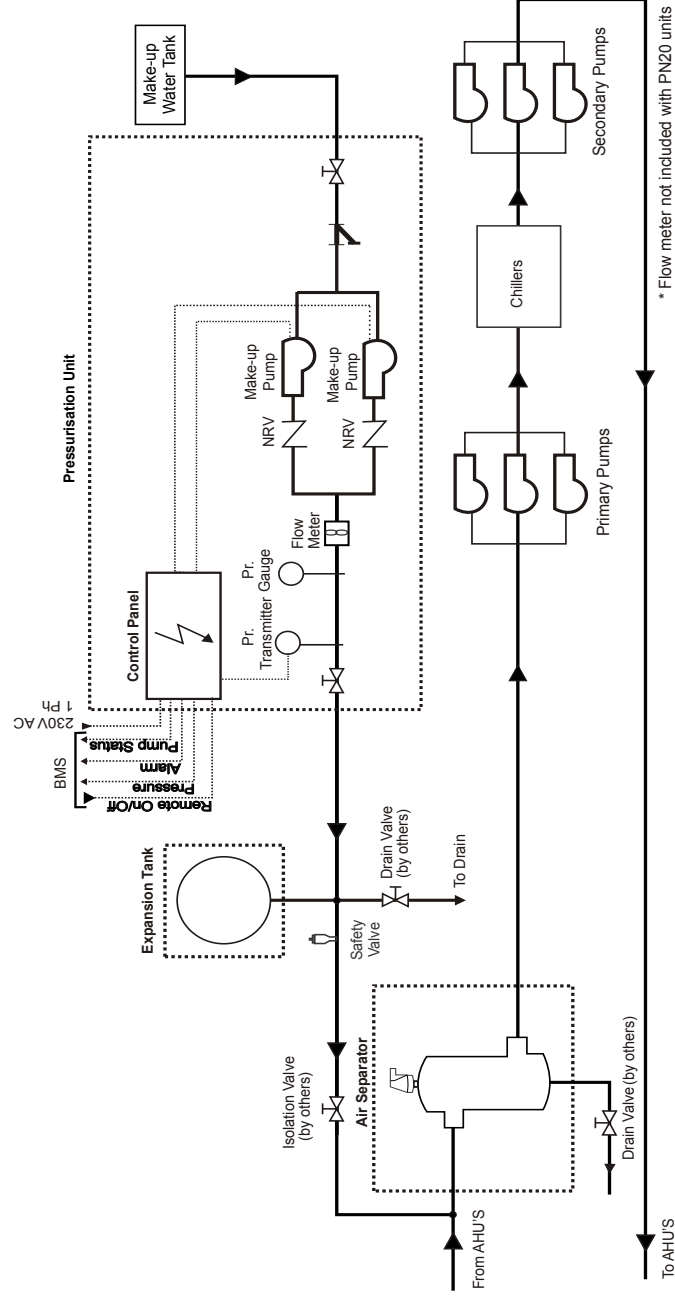 Make-up
Water Tank
Pressurisation Unit
Control Panel
230V AC
1 Ph
BMS
Pump Status
Alarm
Pressure
Remote On/Off
Pr.
Transmitter
Pr.
Gauge
Flow
Meter
NRV
NRV
Make-up
Pump
Make-up
Pump
Expansion Tank
Safety
Valve
Drain Valve
(by others)
To Drain
Isolation Valve
(by others)
Air Separator
From AHU'S
Drain Valve (by others)
Primary Pumps
Chillers
Secondary Pumps
To AHU'S
* Flow meter not included with PN20 units